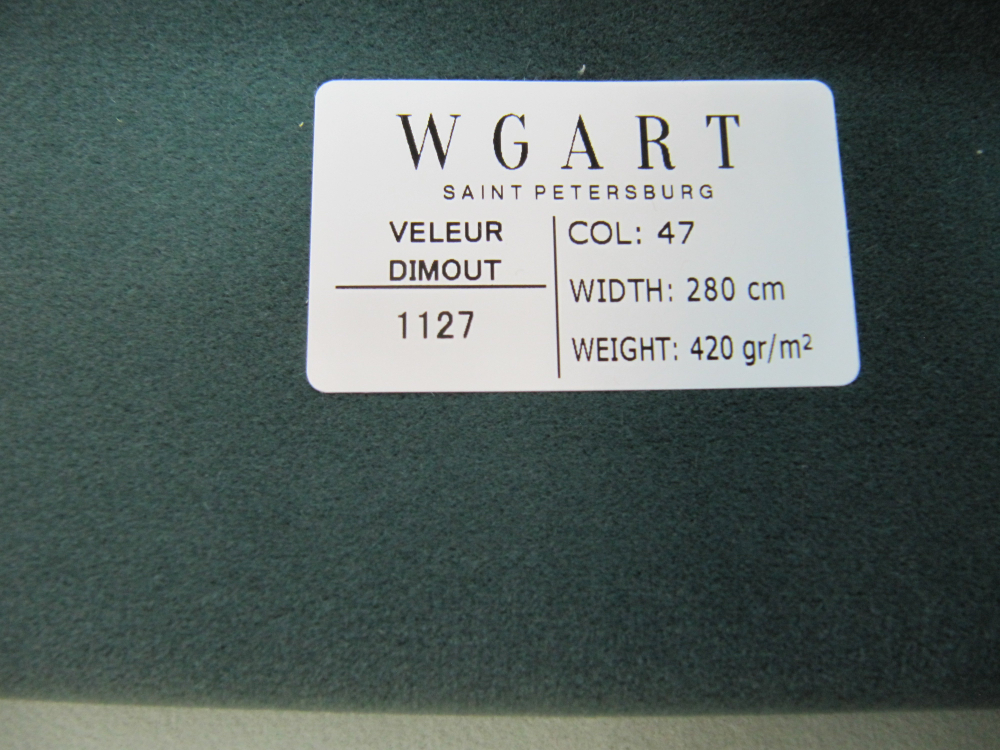 WGART
SAINT PETERSBURG
VELEUR
DIMOUT
1127
COL: 47
WIDTH: 280 cm
WEIGHT: 420 gr/m²